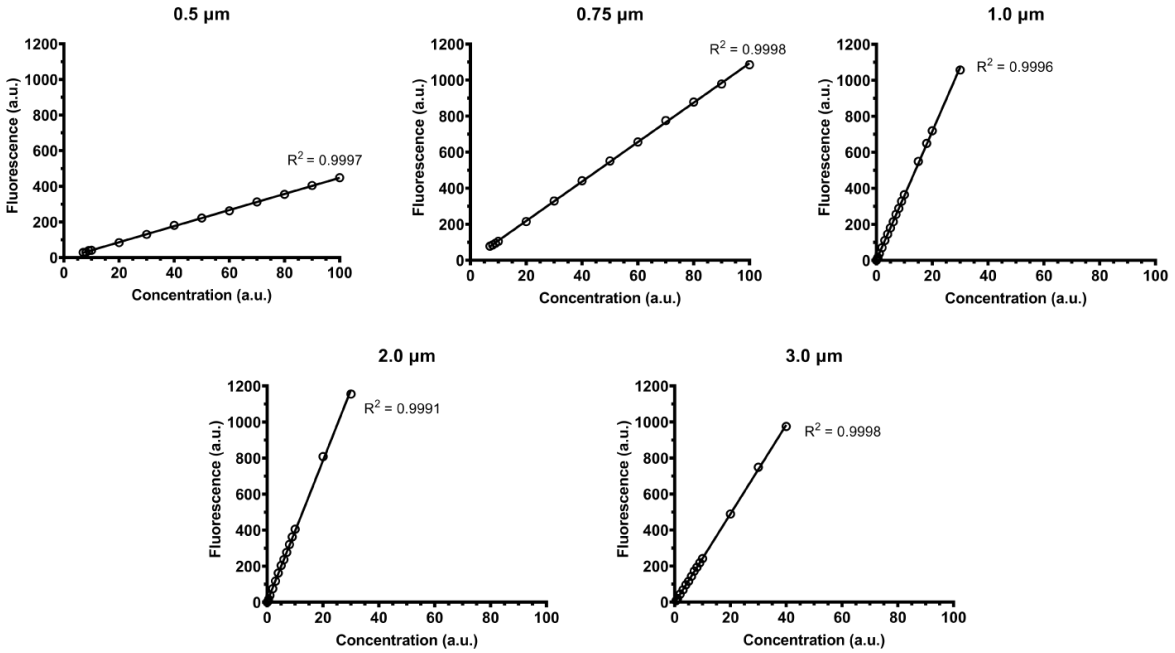 0.5 µm
Fluorescence (a.u.)
1200
1000
800
600
400
200
0
R² = 0.9997
0 20 40 60 80 100
Concentration (a.u.)
0.75 µm
Fluorescence (a.u.)
1200
1000
800
600
400
200
0
R² = 0.9998
0 20 40 60 80 100
Concentration (a.u.)
1.0 µm
Fluorescence (a.u.)
1200
1000
800
600
400
200
0
R² = 0.9996
0 20 40 60 80 100
Concentration (a.u.)
2.0 µm
Fluorescence (a.u.)
1200
1000
800
600
400
200
0
R² = 0.9991
0 20 40 60 80 100
Concentration (a.u.)
3.0 µm
Fluorescence (a.u.)
1200
1000
800
600
400
200
0
R² = 0.9998
0 20 40 60 80 100
Concentration (a.u.)